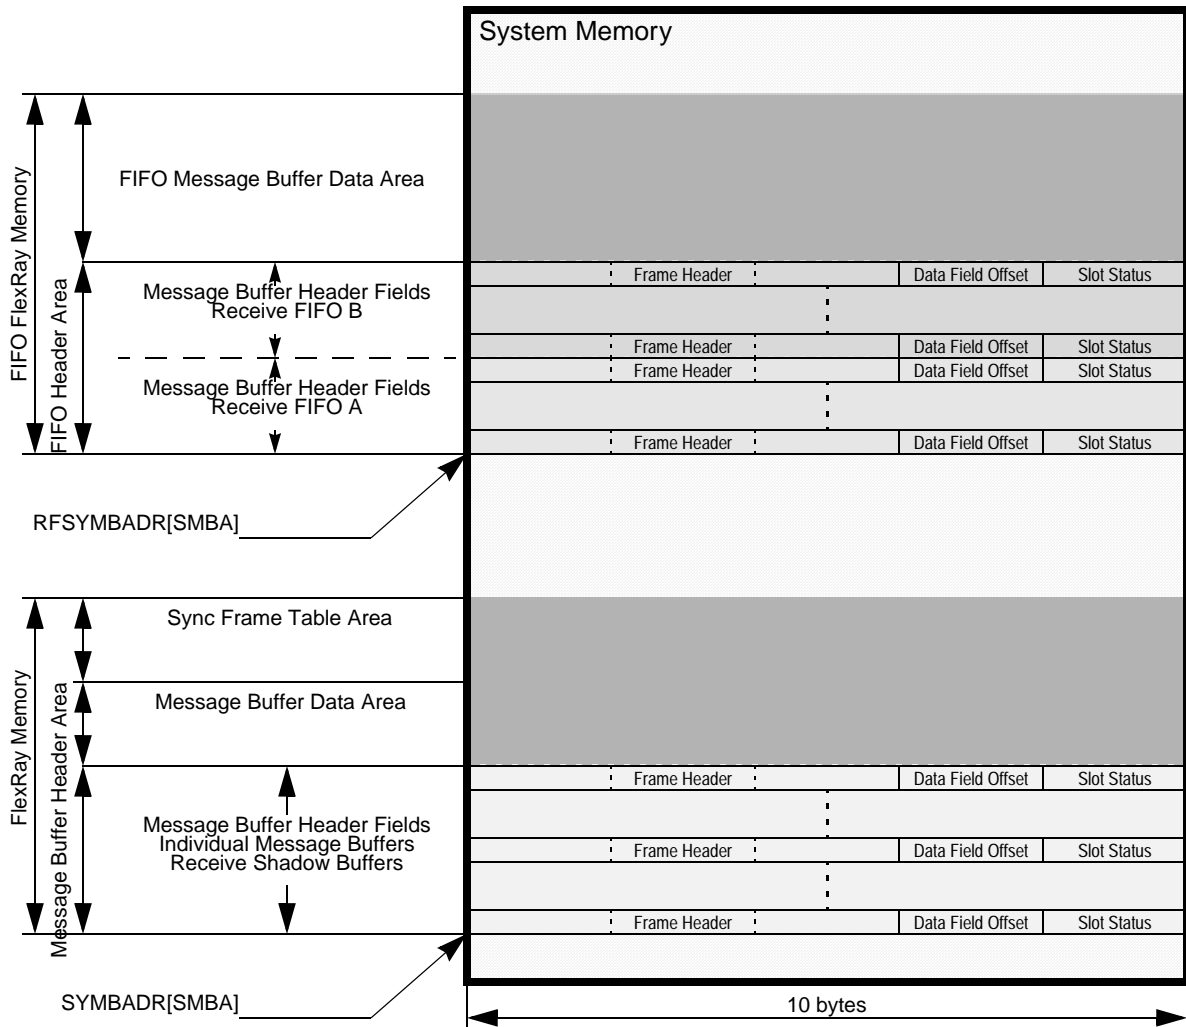 System Memory
FIFO FlexRay Memory
FIFO Message Buffer Data Area
FIFO Header Area
Message Buffer Header Fields
Receive FIFO B
Frame Header Data Field Offset Slot Status
Frame Header Data Field Offset Slot Status
Message Buffer Header Fields
Receive FIFO A
Frame Header Data Field Offset Slot Status
Frame Header Data Field Offset Slot Status
RFSYMBADR[SMBA]
FlexRay Memory
Sync Frame Table Area
Message Buffer Data Area
Message Buffer Header Area
Message Buffer Header Fields
Individual Message Buffers
Receive Shadow Buffers
Frame Header Data Field Offset Slot Status
Frame Header Data Field Offset Slot Status
Frame Header Data Field Offset Slot Status
SYMBADR[SMBA]
10 bytes